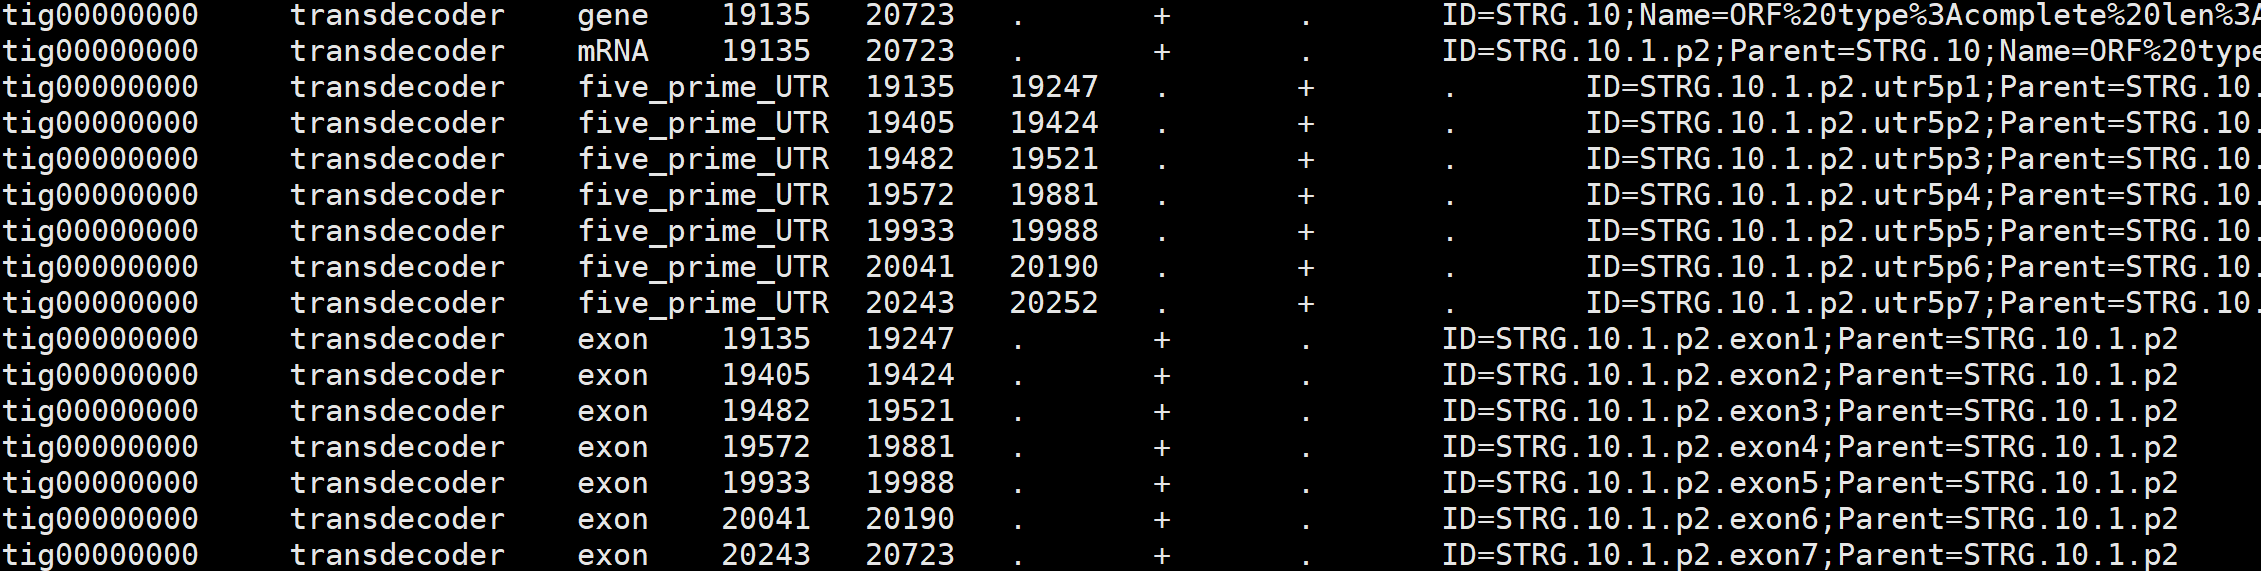 tig00000000 transdecoder gene 19135 20723 . + . ID=STRG.10;Name=ORF%20type%3Acomplete%20len%3A
tig00000000 transdecoder mRNA 19135 20723 . + . ID=STRG.10.1.p2;Parent=STRG.10;Name=ORF%20type
tig00000000 transdecoder five_prime_UTR 19135 19247 . + . ID=STRG.10.1.p2.utr5p1;Parent=STRG.10.
tig00000000 transdecoder five_prime_UTR 19405 19424 . + . ID=STRG.10.1.p2.utr5p2;Parent=STRG.10.
tig00000000 transdecoder five_prime_UTR 19482 19521 . + . ID=STRG.10.1.p2.utr5p3;Parent=STRG.10.
tig00000000 transdecoder five_prime_UTR 19572 19881 . + . ID=STRG.10.1.p2.utr5p4;Parent=STRG.10.
tig00000000 transdecoder five_prime_UTR 19933 19988 . + . ID=STRG.10.1.p2.utr5p5;Parent=STRG.10.
tig00000000 transdecoder five_prime_UTR 20041 20190 . + . ID=STRG.10.1.p2.utr5p6;Parent=STRG.10.
tig00000000 transdecoder five_prime_UTR 20243 20252 . + . ID=STRG.10.1.p2.utr5p7;Parent=STRG.10.
tig00000000 transdecoder exon 19135 19247 . + . ID=STRG.10.1.p2.exon1;Parent=STRG.10.1.p2
tig00000000 transdecoder exon 19405 19424 . + . ID=STRG.10.1.p2.exon2;Parent=STRG.10.1.p2
tig00000000 transdecoder exon 19482 19521 . + . ID=STRG.10.1.p2.exon3;Parent=STRG.10.1.p2
tig00000000 transdecoder exon 19572 19881 . + . ID=STRG.10.1.p2.exon4;Parent=STRG.10.1.p2
tig00000000 transdecoder exon 19933 19988 . + . ID=STRG.10.1.p2.exon5;Parent=STRG.10.1.p2
tig00000000 transdecoder exon 20041 20190 . + . ID=STRG.10.1.p2.exon6;Parent=STRG.10.1.p2
tig00000000 transdecoder exon 20243 20723 . + . ID=STRG.10.1.p2.exon7;Parent=STRG.10.1.p2